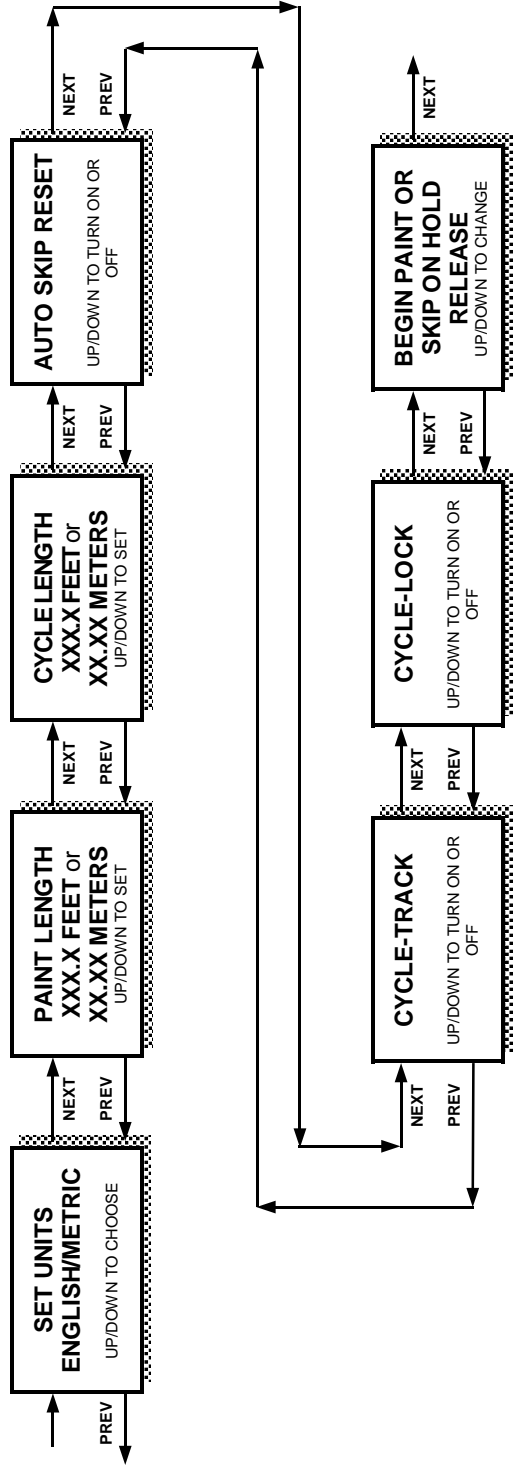 PREV
SET UNITS
ENGLISH/METRIC
UP/DOWN TO CHOOSE
NEXT
PREV
PAINT LENGTH
XXX.X FEET or
XX.XX METERS
UP/DOWN TO SET
NEXT
PREV
CYCLE LENGTH
XXX.X FEET or
XX.XX METERS
UP/DOWN TO SET
NEXT
PREV
AUTO SKIP RESET
UP/DOWN TO TURN ON OR
OFF
NEXT
PREV
NEXT
PREV
CYCLE-TRACK
UP/DOWN TO TURN ON OR
OFF
NEXT
PREV
CYCLE-LOCK
UP/DOWN TO TURN ON OR
OFF
NEXT
PREV
BEGIN PAINT OR
SKIP ON HOLD
RELEASE
UP/DOWN TO CHANGE
NEXT